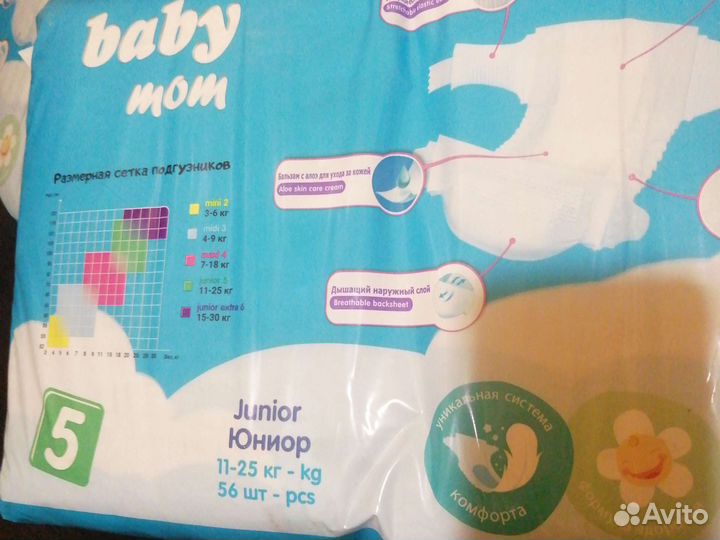 stretchable elastic
baby
mom
Размерная сетка подгузников
mini 2
3-6 кг
midi 3
4-9 кг
maxi 4
7-18 кг
junior 5
11-25 кг
junior extra 6
15-30 кг
Бальзам с алоэ для ухода за кожей
Aloe skin care cream
Дышащий наружный слой
Breathable backsheet
5
Junior
Юниор
11-25 кг - kg
56 шт - pcs
уникальная система
комфорта
Avito